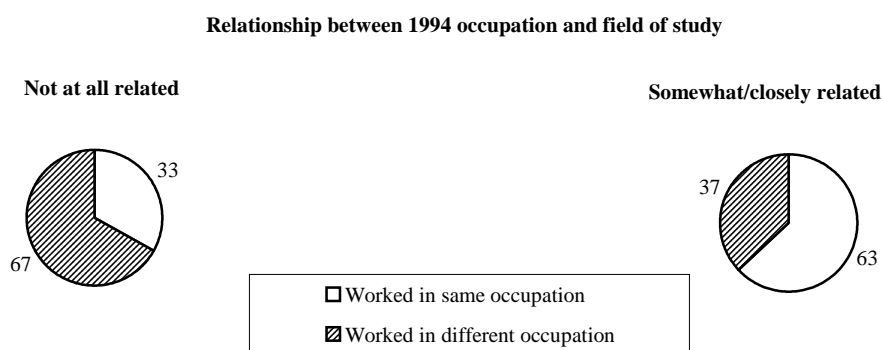 Relationship between 1994 occupation and field of study
Not at all related
Somewhat/closely related
33
67
37
63
Worked in same occupation
Worked in different occupation